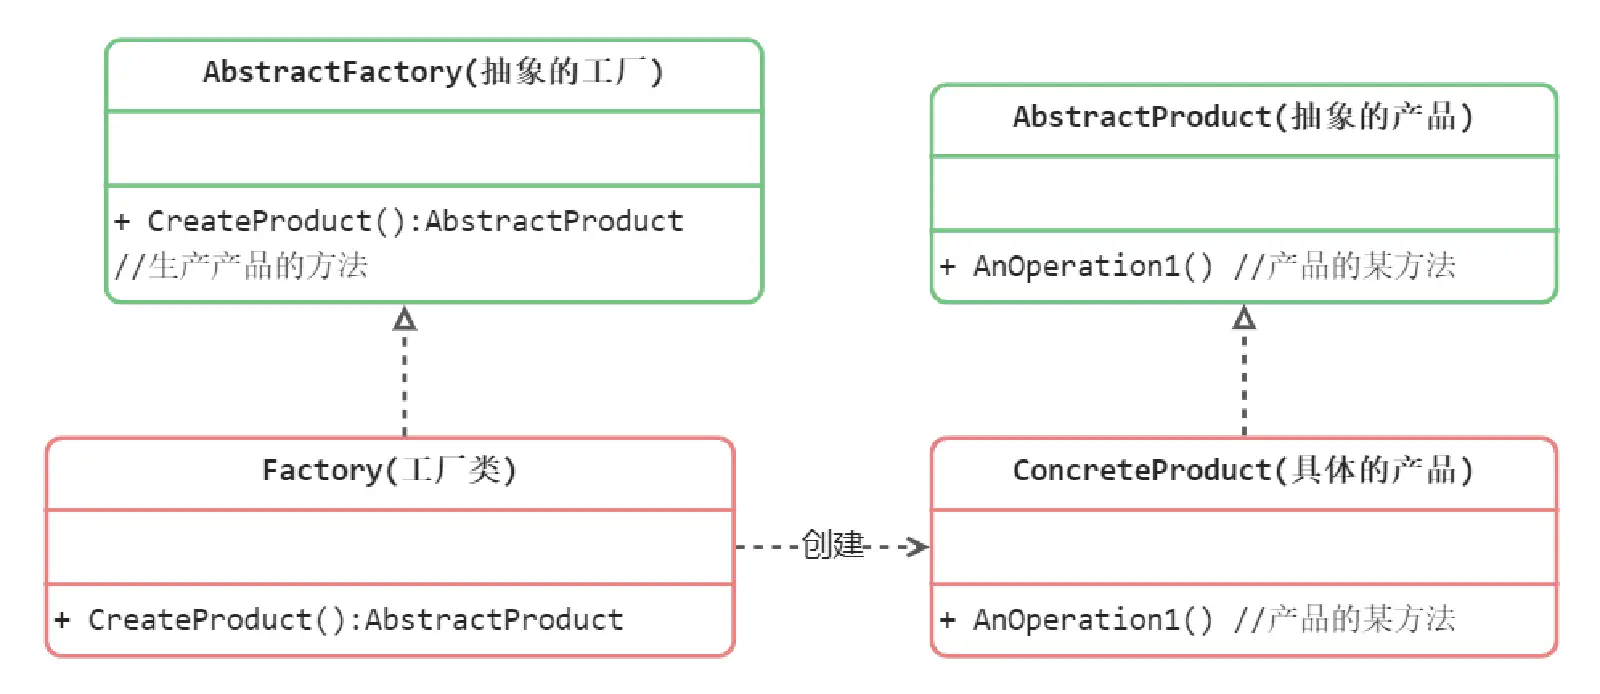 AbstractFactory(抽象的工厂)
+ CreateProduct():AbstractProduct
//生产产品的方法
AbstractProduct(抽象的产品)
+ AnOperation1() //产品的某方法
Factory(工厂类)
+ CreateProduct():AbstractProduct
创建
ConcreteProduct(具体的产品)
+ AnOperation1() //产品的某方法